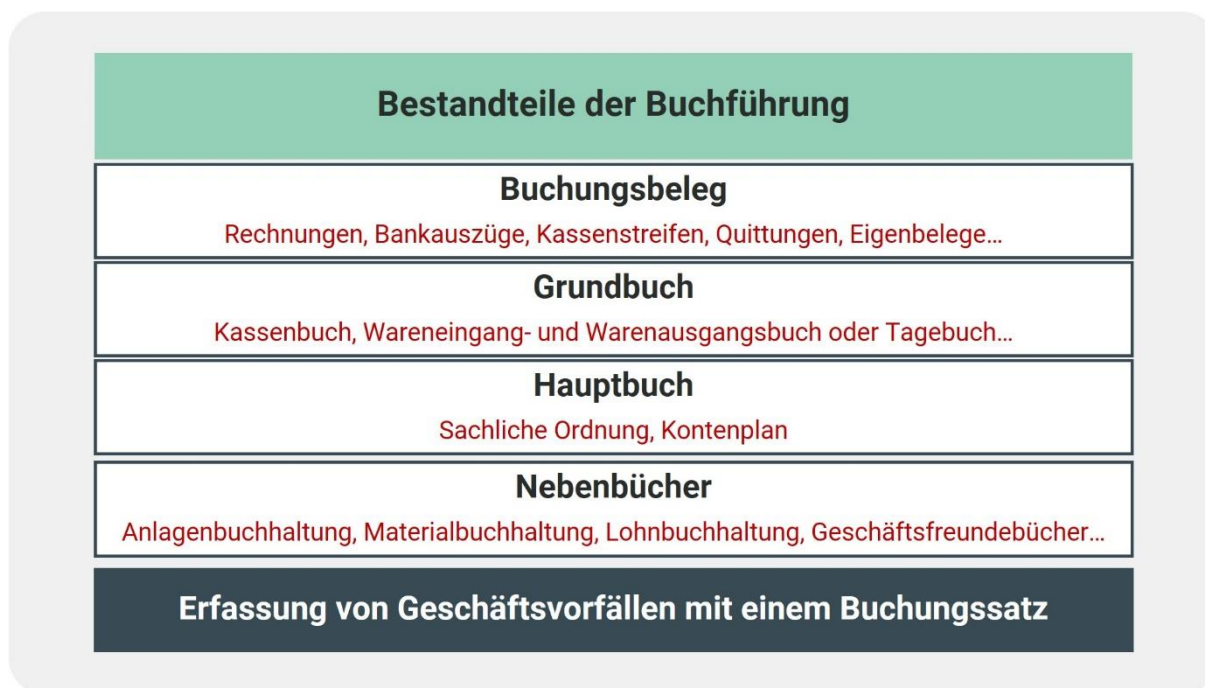 Bestandteile der Buchführung
Buchungsbeleg
Rechnungen, Bankauszüge, Kassenstreifen, Quittungen, Eigenbelege…
Grundbuch
Kassenbuch, Wareneingang- und Warenausgangsbuch oder Tagebuch…
Hauptbuch
Sachliche Ordnung, Kontenplan
Nebenbücher
Anlagenbuchhaltung, Materialbuchhaltung, Lohnbuchhaltung, Geschäftsfreundebücher…
Erfassung von Geschäftsvorfällen mit einem Buchungssatz